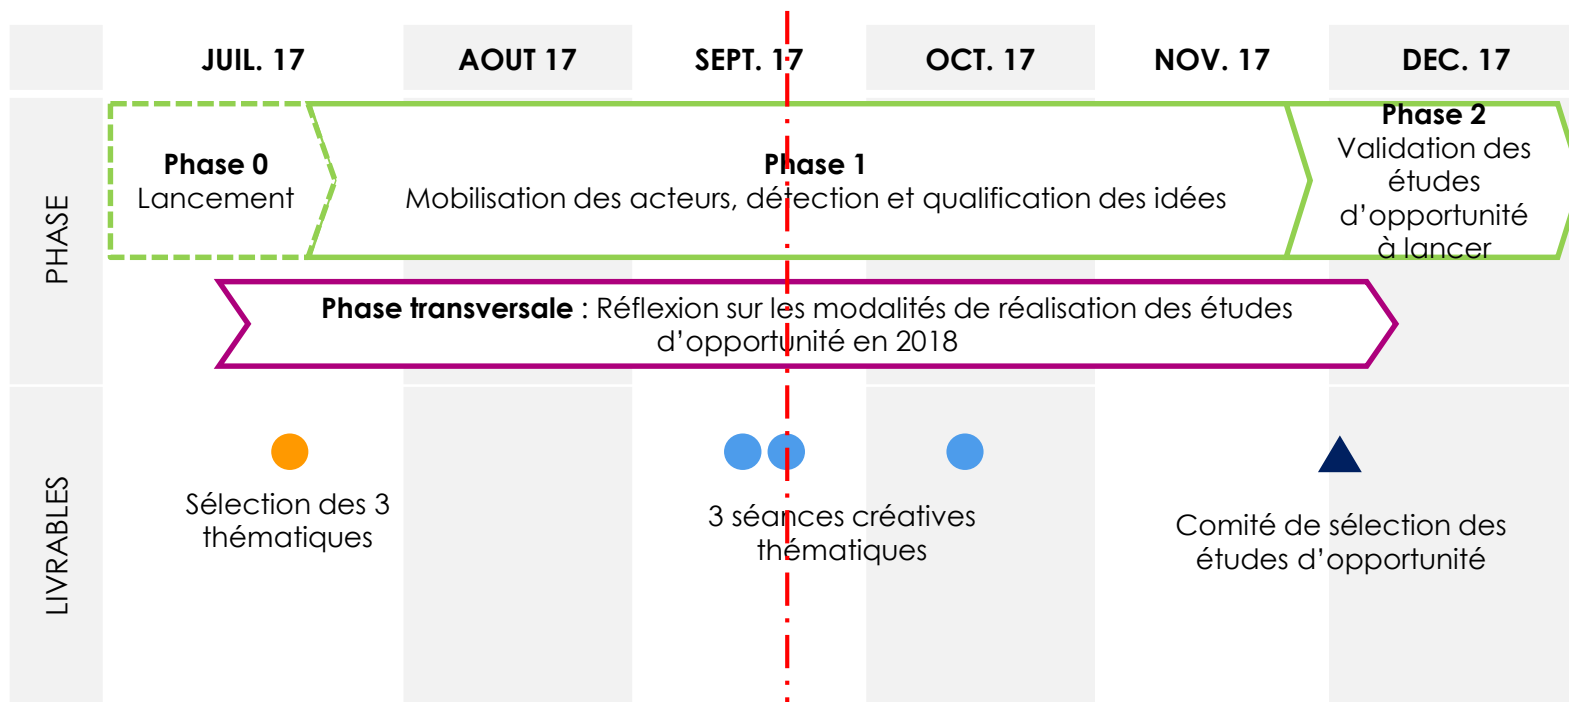 JUIL. 17
AOUT 17
SEPT. 17
OCT. 17
NOV. 17
DEC. 17
PHASE
Phase 0
Lancement
Phase 1
Mobilisation des acteurs, détection et qualification des idées
Phase 2
Validation des
études
d’opportunité
à lancer
Phase transversale : Réflexion sur les modalités de réalisation des études
d’opportunité en 2018
LIVRABLES
Sélection des 3
thématiques
3 séances créatives
thématiques
Comité de sélection des
études d’opportunité